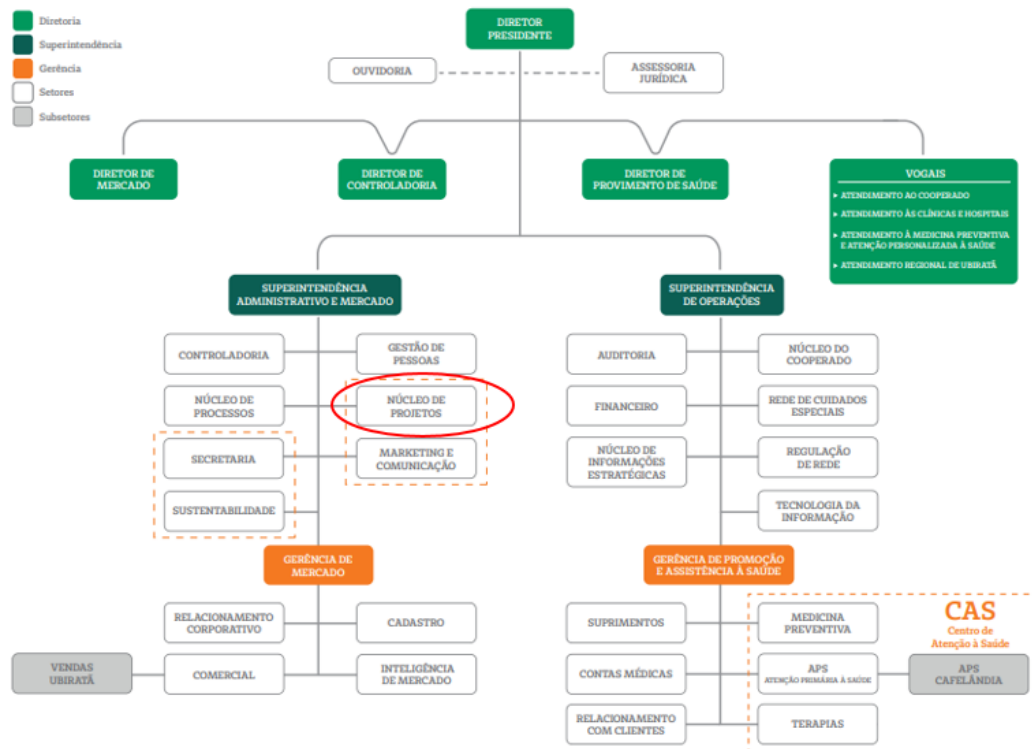 Diretoria
Superintendência
Gerência
Setores
Subsetores
DIRETOR
PRESIDENTE
OUVIDORIA
ASSESSORIA
JURÍDICA
DIRETOR DE
MERCADO
DIRETOR DE
CONTROLADORIA
DIRETOR DE
PROVIMENTO DE SAÚDE
VOGAIS
ATENDIMENTO AO COOPERADO
ATENDIMENTO ÀS CLÍNICAS E HOSPITAIS
ATENDIMENTO À MEDICINA PREVENTIVA
E ATENÇÃO PERSONALIZADA À SAÚDE
ATENDIMENTO REGIONAL DE UBIRATÃ
SUPERINTENDÊNCIA
ADMINISTRATIVO E MERCADO
SUPERINTENDÊNCIA
DE OPERAÇÕES
CONTROLADORIA
GESTÃO DE
PESSOAS
NÚCLEO DE
PROCESSOS
NÚCLEO DE
PROJETOS
SECRETARIA
MARKETING E
COMUNICAÇÃO
SUSTENTABILIDADE
AUDITORIA
NÚCLEO DO
COOPERADO
FINANCEIRO
REDE DE CUIDADOS
ESPECIAIS
NÚCLEO DE
INFORMAÇÕES
ESTRATÉGICAS
REGULAÇÃO
DE REDE
TECNOLOGIA DA
INFORMAÇÃO
GERÊNCIA DE
MERCADO
GERÊNCIA DE PROMOÇÃO
E ASSISTÊNCIA À SAÚDE
RELACIONAMENTO
CORPORATIVO
CADASTRO
VENDAS
UBIRATÃ
COMERCIAL
INTELIGÊNCIA
DE MERCADO
SUPRIMENTOS
MEDICINA
PREVENTIVA
CAS
Centro de
Atenção à Saúde
CONTAS MÉDICAS
APS
ATENÇÃO PRIMÁRIA À SAÚDE
APS
CAFELÂNDIA
RELACIONAMENTO
COM CLIENTES
TERAPIAS